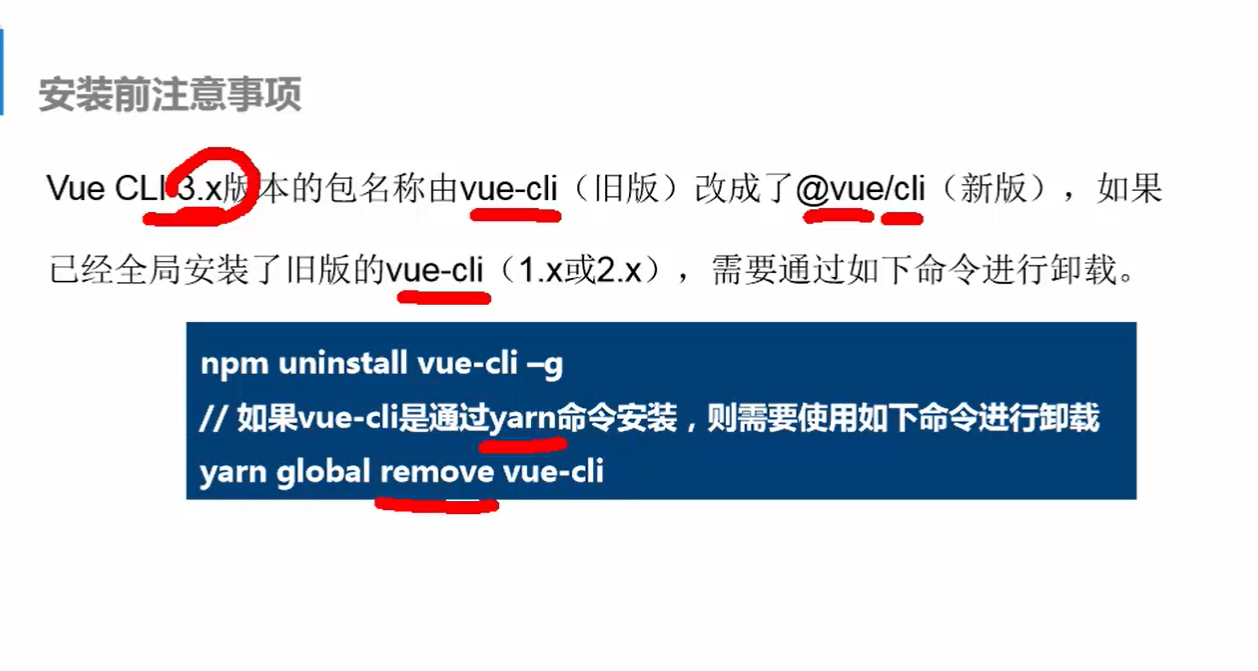 安装前注意事项
Vue CLI 3.x版本的包名称由vue-cli（旧版）改成了@vue/cli（新版），如果
已经全局安装了旧版的vue-cli（1.x或2.x），需要通过如下命令进行卸载。
npm uninstall vue-cli –g
// 如果vue-cli是通过yarn命令安装，则需要使用如下命令进行卸载
yarn global remove vue-cli